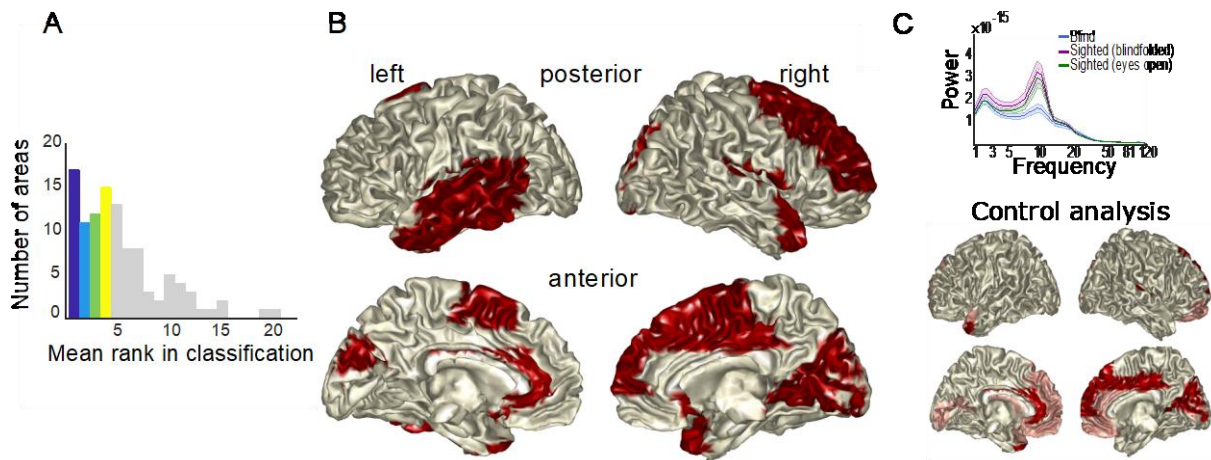 A
Number of areas
20
15
10
5
0
5 10 15 20
Mean rank in classification
B
left posterior right
anterior
C
×10 -15
Power
4
3
2
1
Blind
Sighted (blindfolded)
Sighted (eyes open)
1 3 5 10 20 50 81 120
Frequency
Control analysis